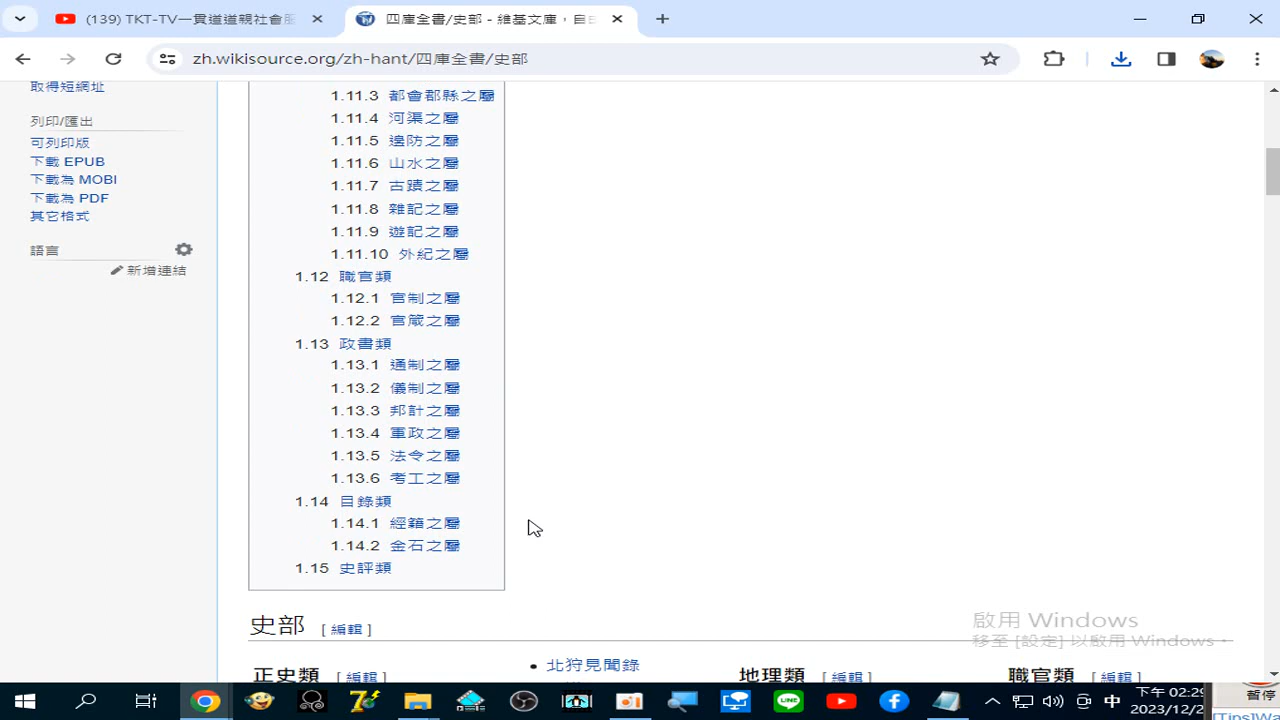 (139) TKT-TV一貫道道親社會服
四庫全書/史部 - 維基文庫，自由
zh.wikisource.org/zh-hant/四庫全書/史部
取得短網址
列印/匯出
可列印版
下載 EPUB
下載為 MOBI
下載為 PDF
其它格式
語言
新增連結
1.11.3 都會郡縣之屬
1.11.4 河渠之屬
1.11.5 邊防之屬
1.11.6 山水之屬
1.11.7 古蹟之屬
1.11.8 雜記之屬
1.11.9 遊記之屬
1.11.10 外紀之屬
1.12 職官類
1.12.1 官制之屬
1.12.2 官箴之屬
1.13 政書類
1.13.1 通制之屬
1.13.2 儀制之屬
1.13.3 邦計之屬
1.13.4 軍政之屬
1.13.5 法令之屬
1.13.6 考工之屬
1.14 目錄類
1.14.1 經籍之屬
1.14.2 金石之屬
1.15 史評類
史部 [ 編輯 ]
正史類 [ 編輯 ]
• 北狩見聞錄
地理類 [ 編輯 ]
職官類 [ 編輯 ]
啟用 Windows
移至 [設定] 以啟用 Windows。
中
下午 02:29
2023/12/2
暫停
[Tips]Wa